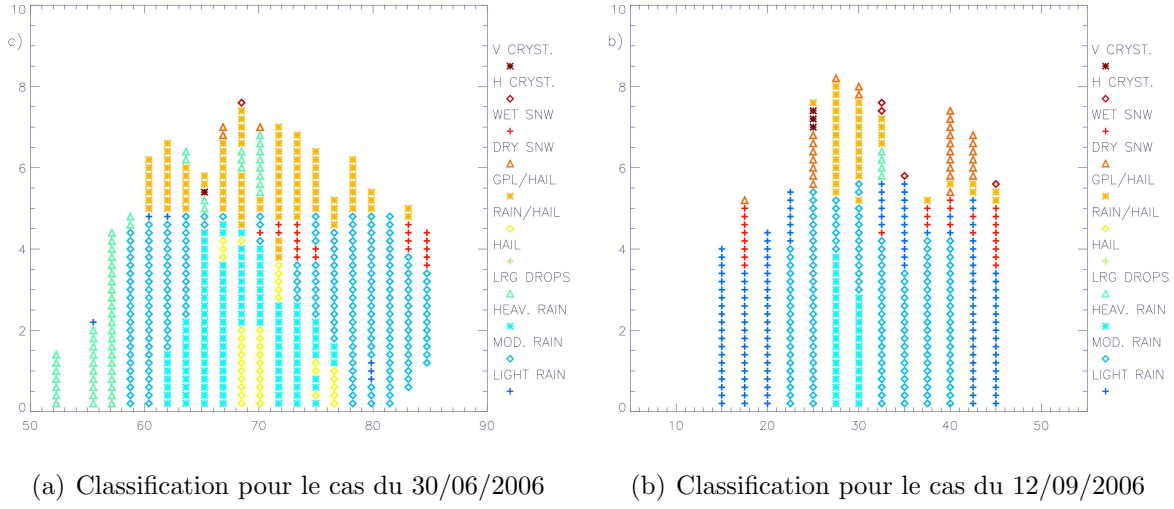 c)
10
8
6
4
2
0
50
60
70
80
90
V CRYST.
H CRYST.
WET SNW
DRY SNW
GPL/HAIL
RAIN/HAIL
HAIL
LRG DROPS
HEAV. RAIN
MOD. RAIN
LIGHT RAIN
b)
10
8
6
4
2
0
10
20
30
40
50
V CRYST.
H CRYST.
WET SNW
DRY SNW
GPL/HAIL
RAIN/HAIL
HAIL
LRG DROPS
HEAV. RAIN
MOD. RAIN
LIGHT RAIN
(a) Classification pour le cas du 30/06/2006
(b) Classification pour le cas du 12/09/2006